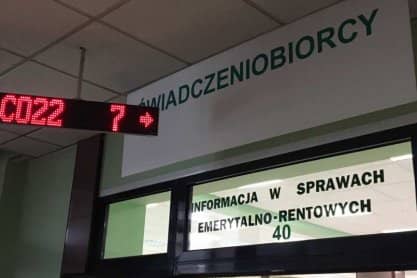 ŚWIADCZENIOBIORCY
C022 7 →
INFORMACJA W SPRAWACH
EMERYTALNO-RENTOWYCH
40